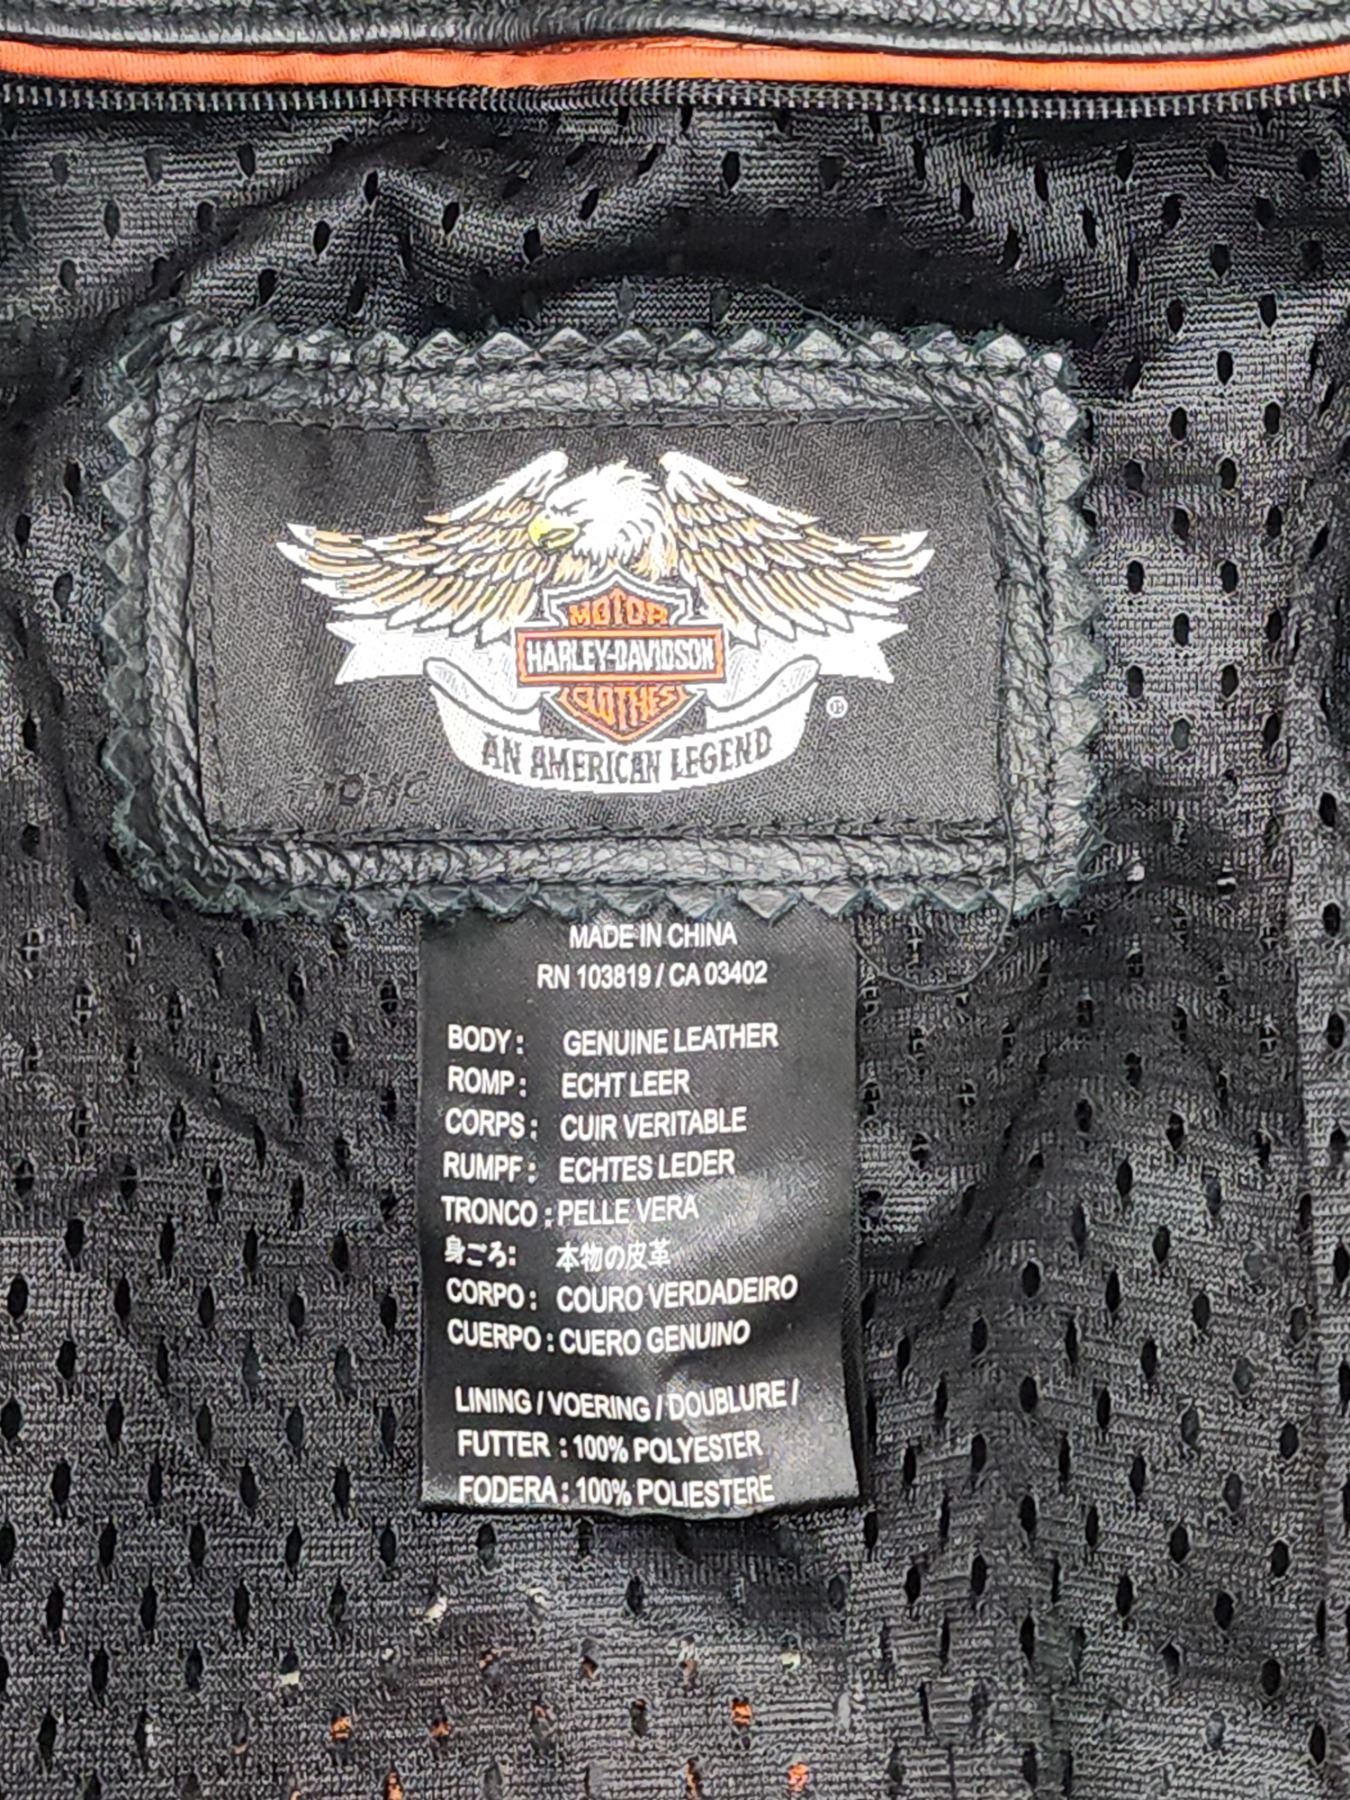 MOTOR
HARLEY-DAVIDSON
CLOTHES
®
AN AMERICAN LEGEND
MADE IN CHINA
RN 103819 / CA 03402
BODY : GENUINE LEATHER
ROMP : ECHT LEER
CORPS : CUIR VERITABLE
RUMPF : ECHTES LEDER
TRONCO : PELLE VERA
身ごろ: 本物の皮革
CORPO : COURO VERDADEIRO
CUERPO : CUERO GENUINO
LINING / VOERING / DOUBLURE /
FUTTER : 100% POLYESTER
FODERA : 100% POLIESTERE